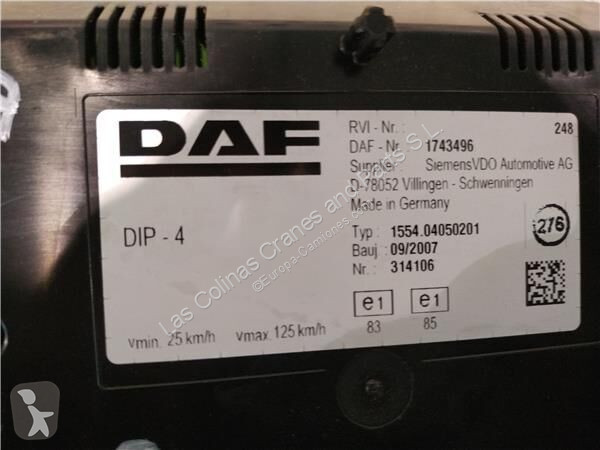 DAF
RVI - Nr.: 248
DAF - Nr. 1743496
SiemensVDO Automotive AG
D-78052 Villingen - Schwenningen
Made in Germany
DIP - 4
Typ : 1554.04050201
Bauj.: 09/2007
Nr. : 314106
276
e1 e1
83 85
Vmin. 25 km/h Vmax. 125 km/h
Las Colinas Cranes and Parts S.L.
©Europa-Camiones.com